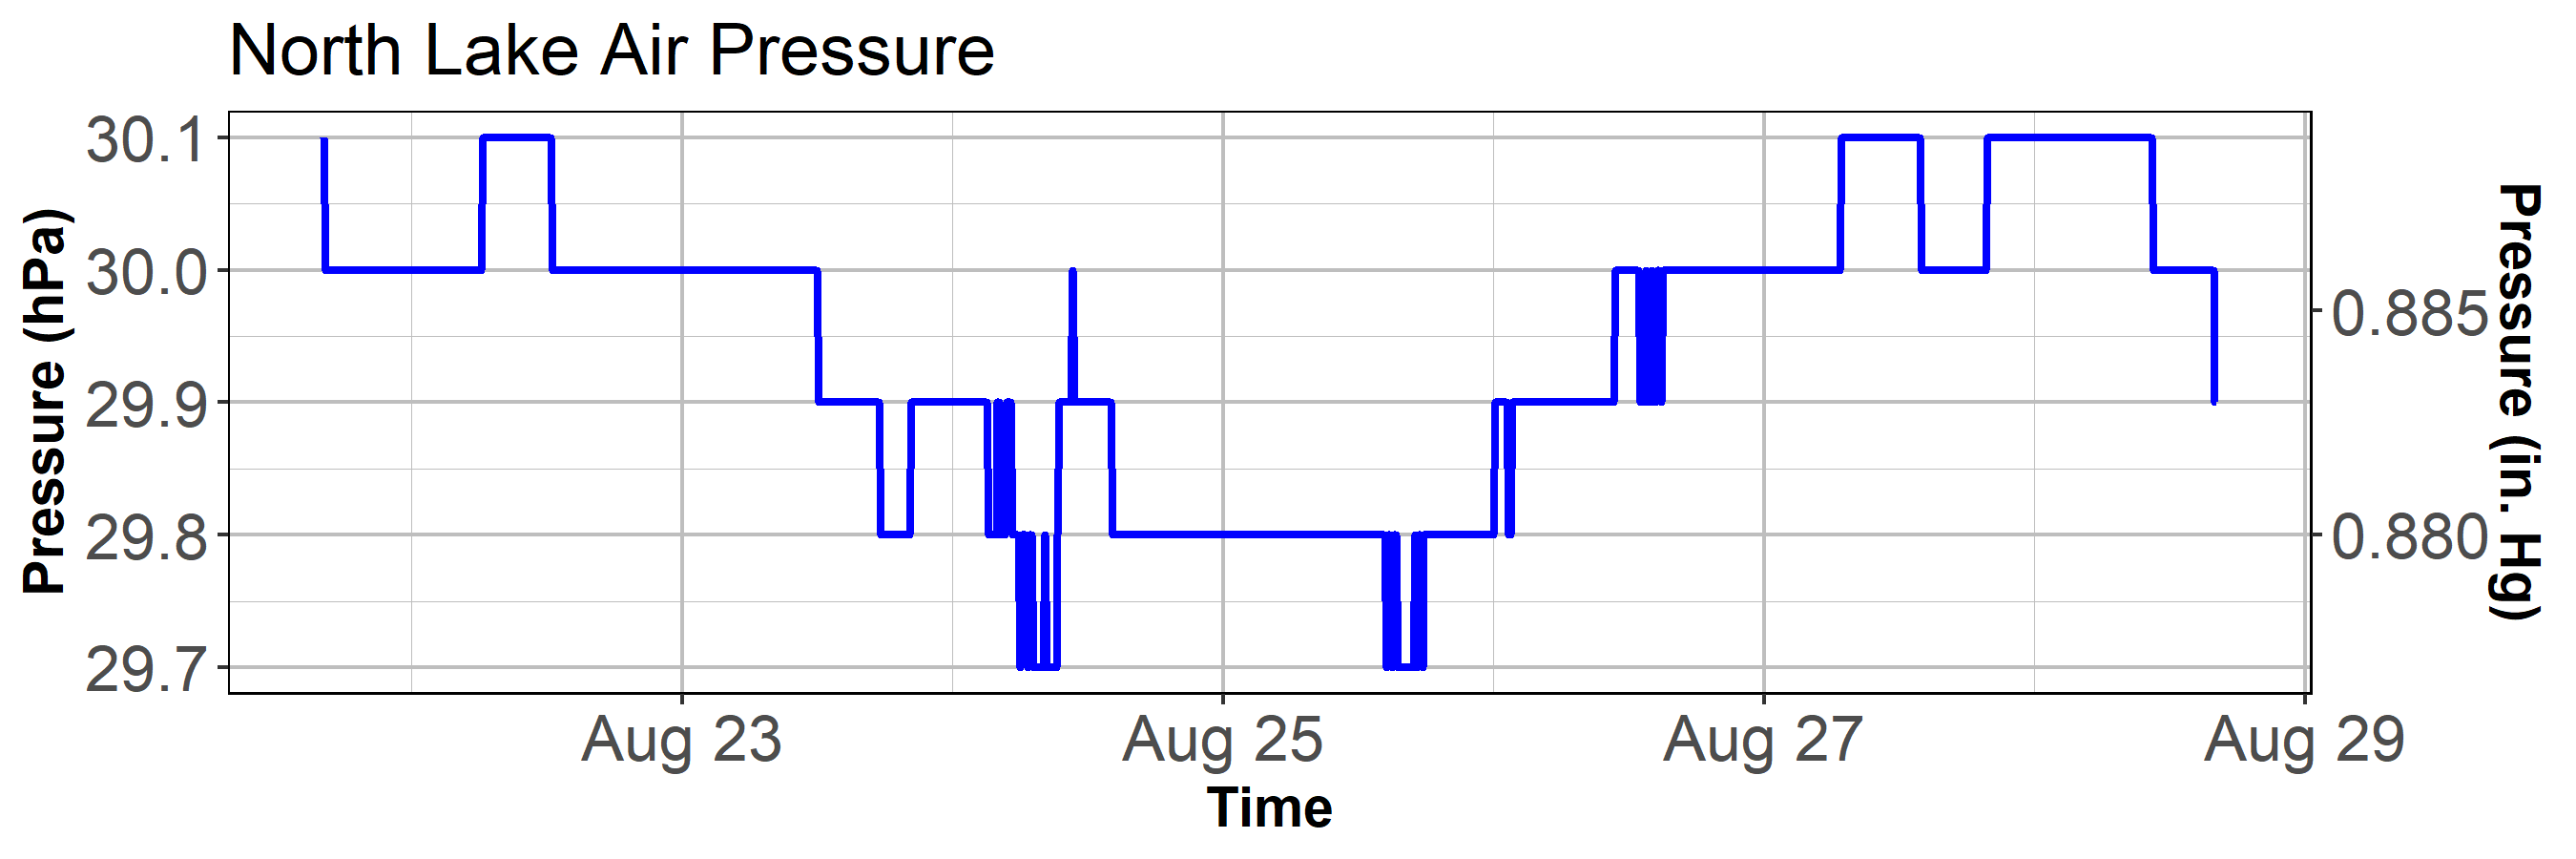 North Lake Air Pressure
Pressure (hPa)
30.1
30.0
29.9
29.8
29.7
0.885
0.880
Pressure (in. Hg)
Aug 23
Aug 25
Aug 27
Aug 29
Time